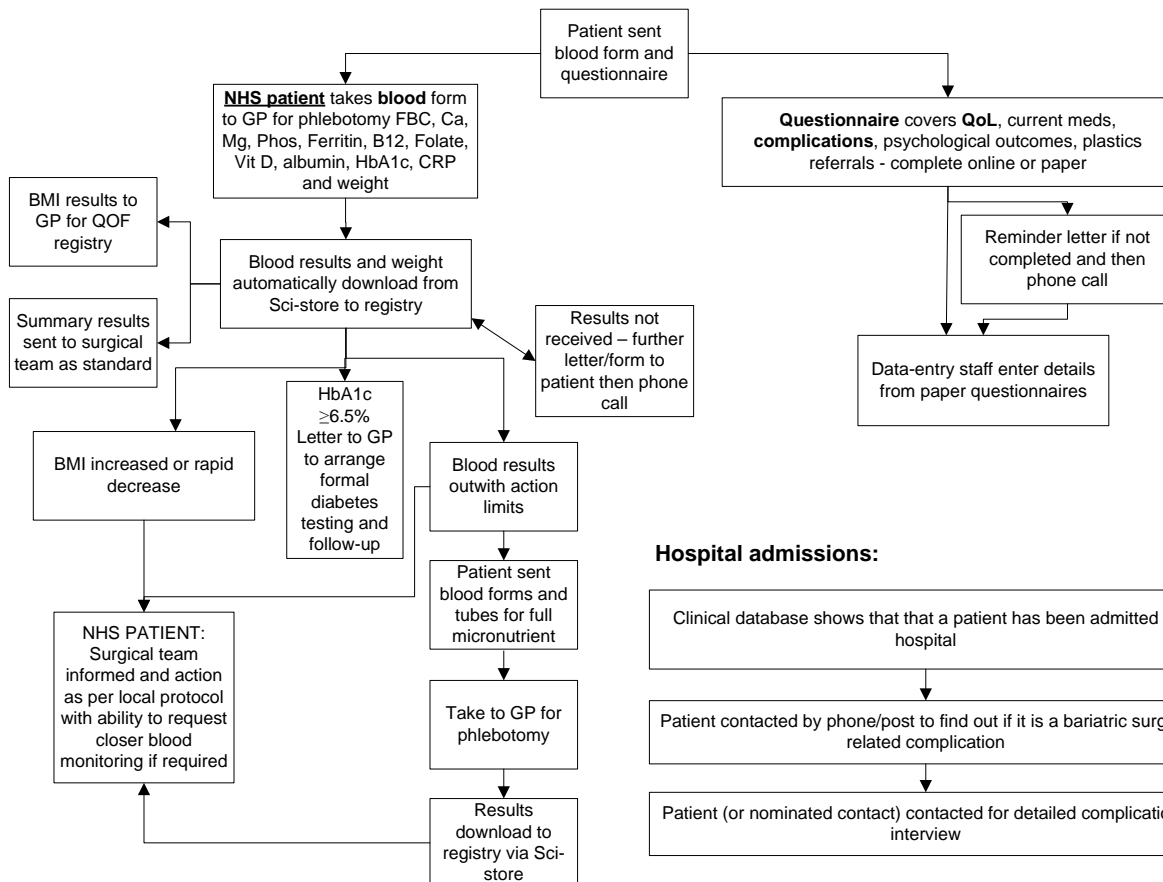 Patient sent
blood form and
questionnaire
NHS patient takes blood form
to GP for phlebotomy FBC, Ca,
Mg, Phos, Ferritin, B12, Folate,
Vit D, albumin, HbA1c, CRP
and weight
Questionnaire covers QoL, current meds,
complications, psychological outcomes, plastics
referrals - complete online or paper
BMI results to
GP for QOF
registry
Reminder letter if not
completed and then
phone call
Blood results and weight
automatically download from
Sci-store to registry
Summary results
sent to surgical
team as standard
Results not
received – further
letter/form to
patient then phone
call
Data-entry staff enter details
from paper questionnaires
HbA1c
≥6.5%
Letter to GP
to arrange
formal
diabetes
testing and
follow-up
BMI increased or rapid
decrease
Blood results
outwith action
limits
Patient sent
blood forms and
tubes for full
micronutrient
NHS PATIENT:
Surgical team
informed and action
as per local protocol
with ability to request
closer blood
monitoring if required
Take to GP for
phlebotomy
Results
download to
registry via Sci-
store
Hospital admissions:
Clinical database shows that that a patient has been admitted
hospital
Patient contacted by phone/post to find out if it is a bariatric surg
related complication
Patient (or nominated contact) contacted for detailed complicatio
interview